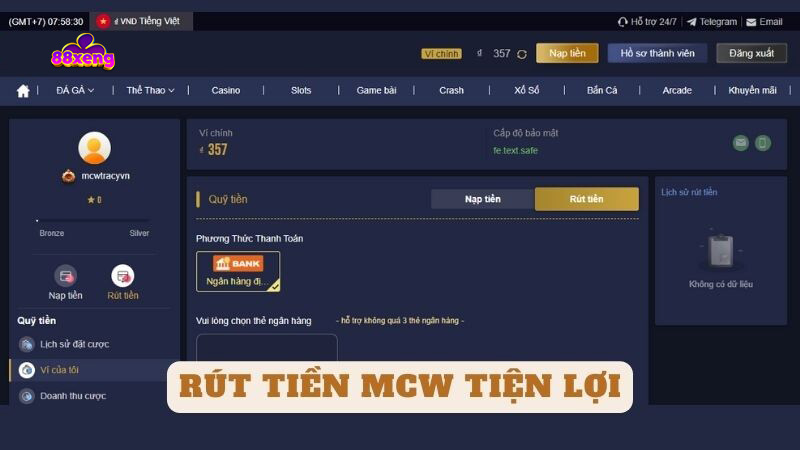 (GMT+7) 07:58:30 ₫ VND Tiếng Việt Hỗ trợ 24/7 Telegram Email
88xeng
Ví chính ₫ 357 Nạp tiền Hồ sơ thành viên Đăng xuất
ĐÁ GÀ Thể Thao Casino Slots Game bài Crash Xổ Số Bắn Cá Arcade Khuyến mãi
mcwtracyvn
0
Bronze Silver
Nạp tiền Rút tiền
Quỹ tiền
Lịch sử đặt cược
Ví của tôi
Doanh thu cược
Ví chính
₫ 357
Cấp độ bảo mật
fe.text.safe
Quỹ tiền Nạp tiền Rút tiền
Phương Thức Thanh Toán
BANK
Ngân hàng đị...
Vui lòng chọn thẻ ngân hàng - hỗ trợ không quá 3 thẻ ngân hàng -
Lịch sử rút tiền
Không có dữ liệu
RÚT TIỀN MCW TIỆN LỢI